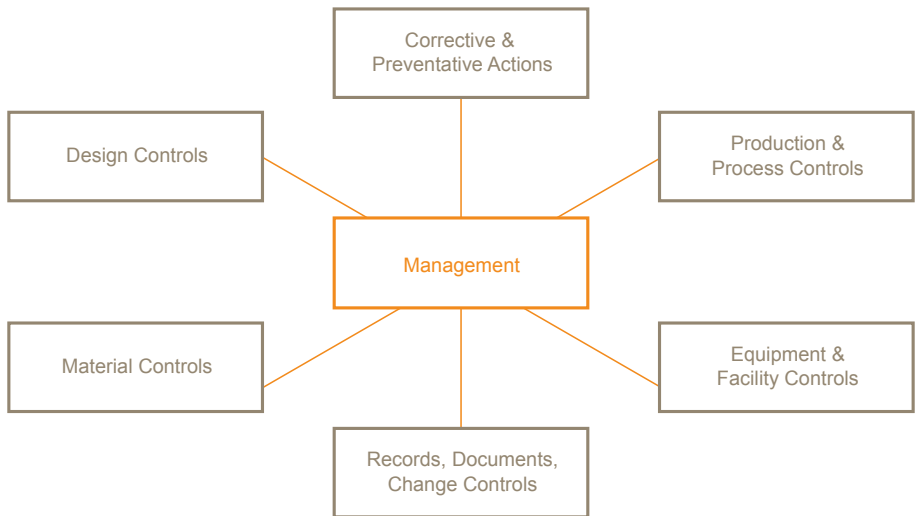 Corrective &
Preventative Actions
Design Controls
Production &
Process Controls
Management
Material Controls
Equipment &
Facility Controls
Records, Documents,
Change Controls